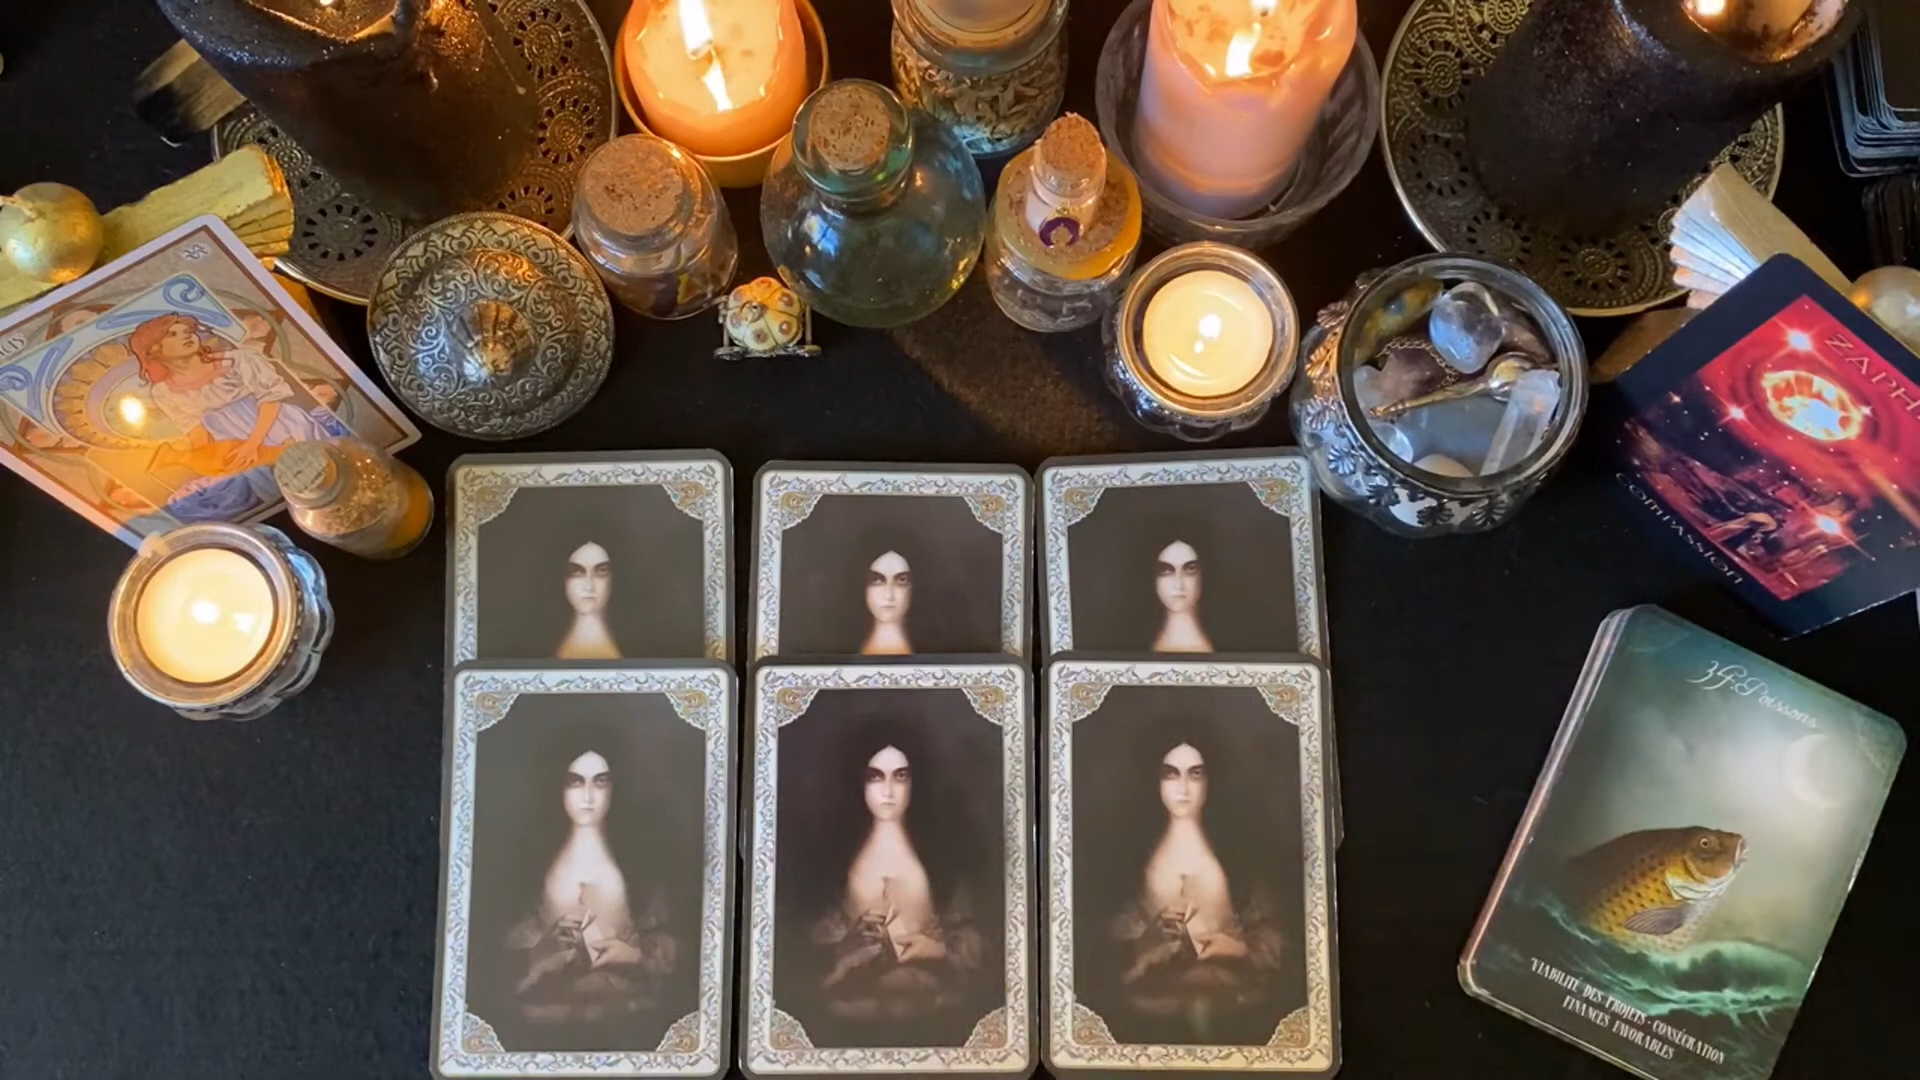 ZAPH
COMPASSION
34. Poissons
VIABILITÉ DES PROJETS - CONSÉCRATION
FINANCES FAVORABLES